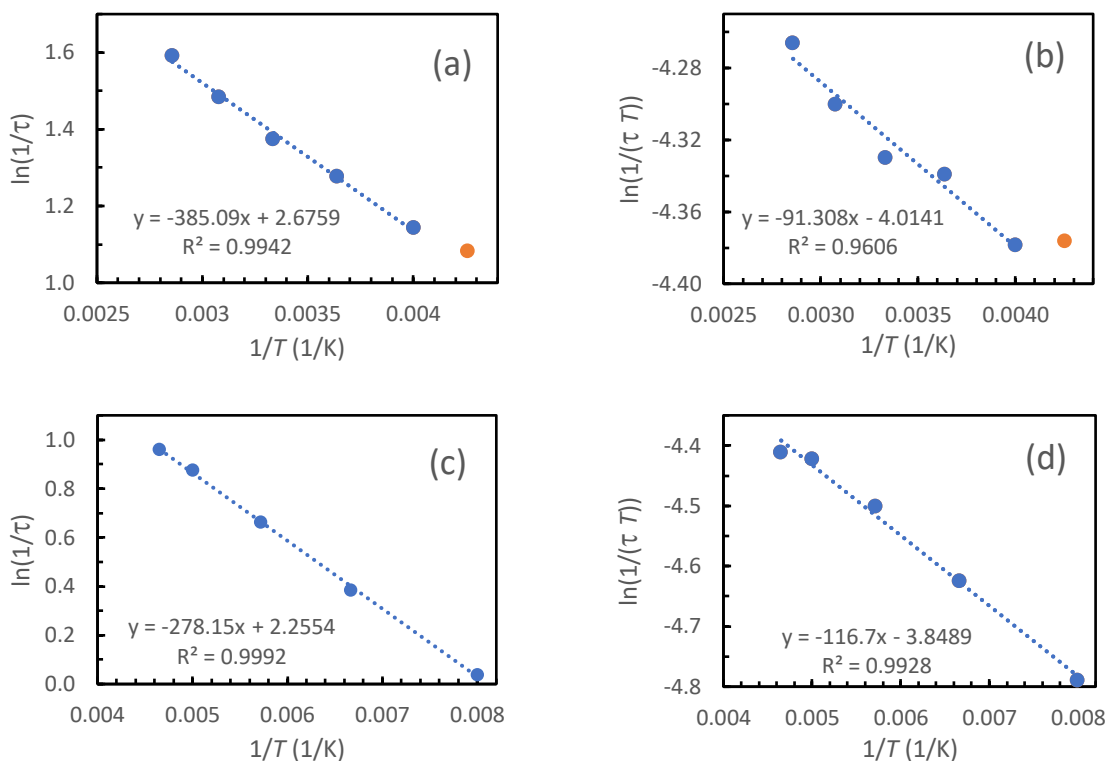 (a)
ln(1/τ)
1.6
1.4
1.2
1.0
y = -385.09x + 2.6759
R² = 0.9942
0.0025 0.003 0.0035 0.004
1/T (1/K)
(b)
ln(1/(τ T))
-4.28
-4.32
-4.36
-4.40
y = -91.308x - 4.0141
R² = 0.9606
0.0025 0.0030 0.0035 0.0040
1/T (1/K)
(c)
ln(1/τ)
1.0
0.8
0.6
0.4
0.2
0.0
y = -278.15x + 2.2554
R² = 0.9992
0.004 0.005 0.006 0.007 0.008
1/T (1/K)
(d)
ln(1/(τ T))
-4.4
-4.5
-4.6
-4.7
-4.8
y = -116.7x - 3.8489
R² = 0.9928
0.004 0.005 0.006 0.007 0.008
1/T (1/K)